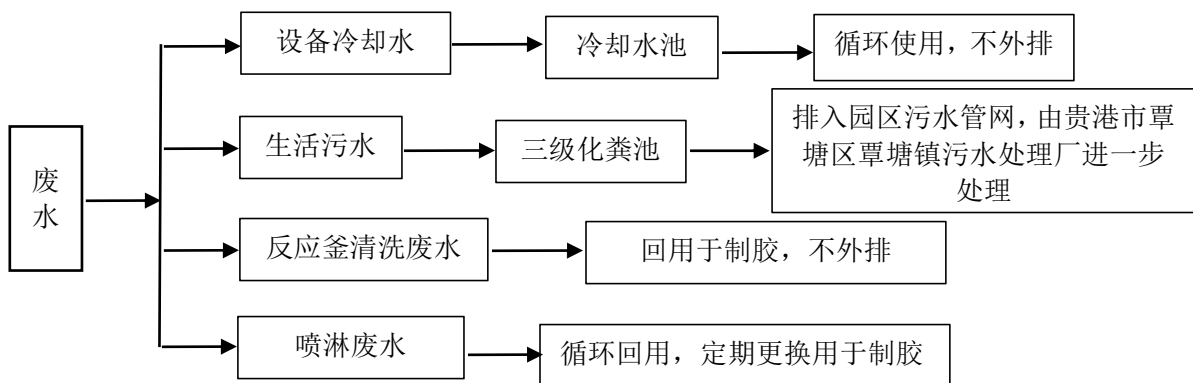 设备冷却水
冷却水池
循环使用，不外排
废
水
生活污水
三级化粪池
排入园区污水管网，由贵港市覃
塘区覃塘镇污水处理厂进一步
处理
反应釜清洗废水
回用于制胶，不外排
喷淋废水
循环回用，定期更换用于制胶